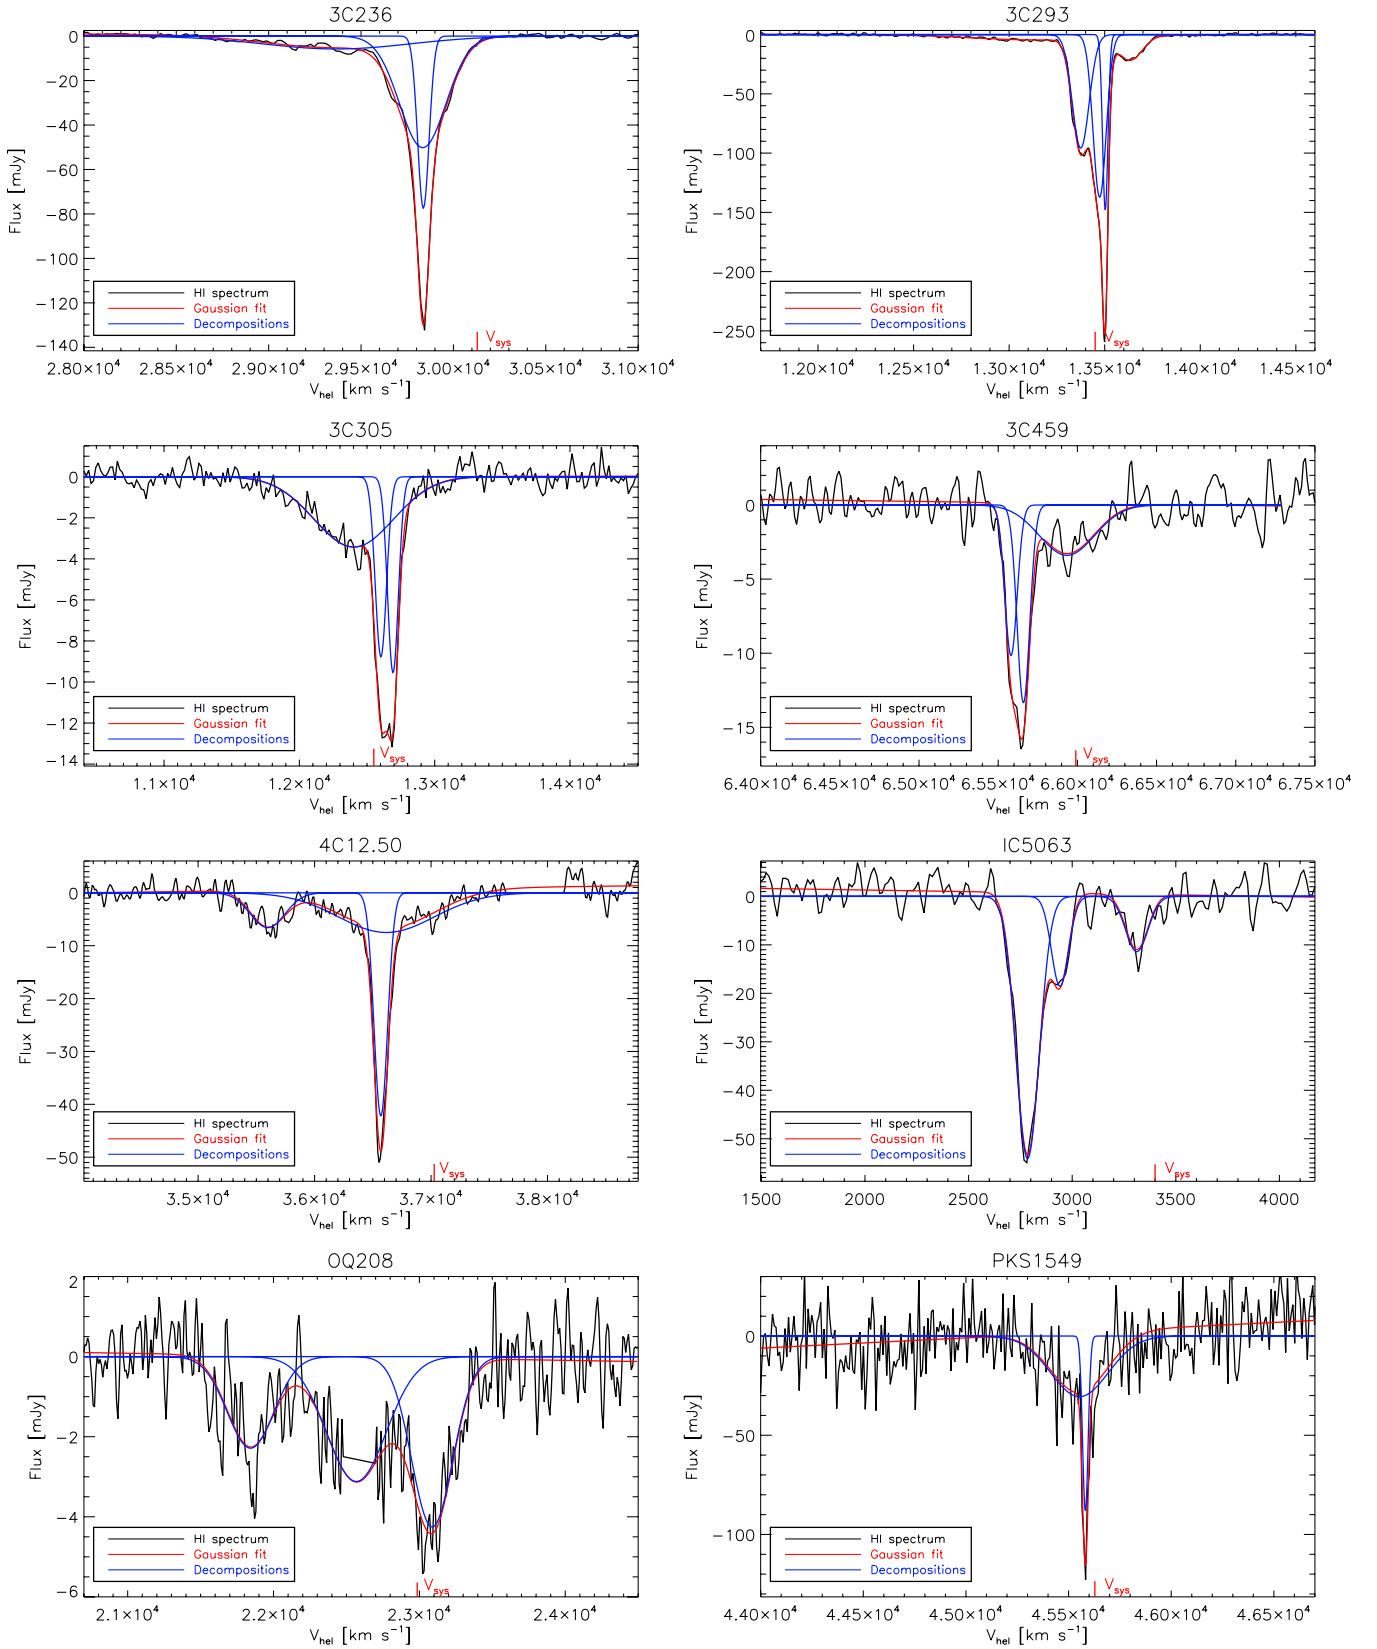 3C236
0
−20
−40
−60
−80
−100
−120
−140
Flux [mJy]
HI spectrum
Gaussian fit
Decompositions
Vsys
2.80×10⁴ 2.85×10⁴ 2.90×10⁴ 2.95×10⁴ 3.00×10⁴ 3.05×10⁴ 3.10×10⁴
Vhel [km s⁻¹]
3C293
0
−50
−100
−150
−200
−250
Flux [mJy]
HI spectrum
Gaussian fit
Decompositions
Vsys
1.20×10⁴ 1.25×10⁴ 1.30×10⁴ 1.35×10⁴ 1.40×10⁴ 1.45×10⁴
Vhel [km s⁻¹]
3C305
0
−2
−4
−6
−8
−10
−12
−14
Flux [mJy]
HI spectrum
Gaussian fit
Decompositions
Vsys
1.1×10⁴ 1.2×10⁴ 1.3×10⁴ 1.4×10⁴
Vhel [km s⁻¹]
3C459
0
−5
−10
−15
Flux [mJy]
HI spectrum
Gaussian fit
Decompositions
Vsys
6.40×10⁴ 6.45×10⁴ 6.50×10⁴ 6.55×10⁴ 6.60×10⁴ 6.65×10⁴ 6.70×10⁴ 6.75×10⁴
Vhel [km s⁻¹]
4C12.50
0
−10
−20
−30
−40
−50
Flux [mJy]
HI spectrum
Gaussian fit
Decompositions
Vsys
3.5×10⁴ 3.6×10⁴ 3.7×10⁴ 3.8×10⁴
Vhel [km s⁻¹]
IC5063
0
−10
−20
−30
−40
−50
Flux [mJy]
HI spectrum
Gaussian fit
Decompositions
Vsys
1500 2000 2500 3000 3500 4000
Vhel [km s⁻¹]
OQ208
2
0
−2
−4
−6
Flux [mJy]
HI spectrum
Gaussian fit
Decompositions
Vsys
2.1×10⁴ 2.2×10⁴ 2.3×10⁴ 2.4×10⁴
Vhel [km s⁻¹]
PKS1549
0
−50
−100
Flux [mJy]
HI spectrum
Gaussian fit
Decompositions
Vsys
4.40×10⁴ 4.45×10⁴ 4.50×10⁴ 4.55×10⁴ 4.60×10⁴ 4.65×10⁴
Vhel [km s⁻¹]